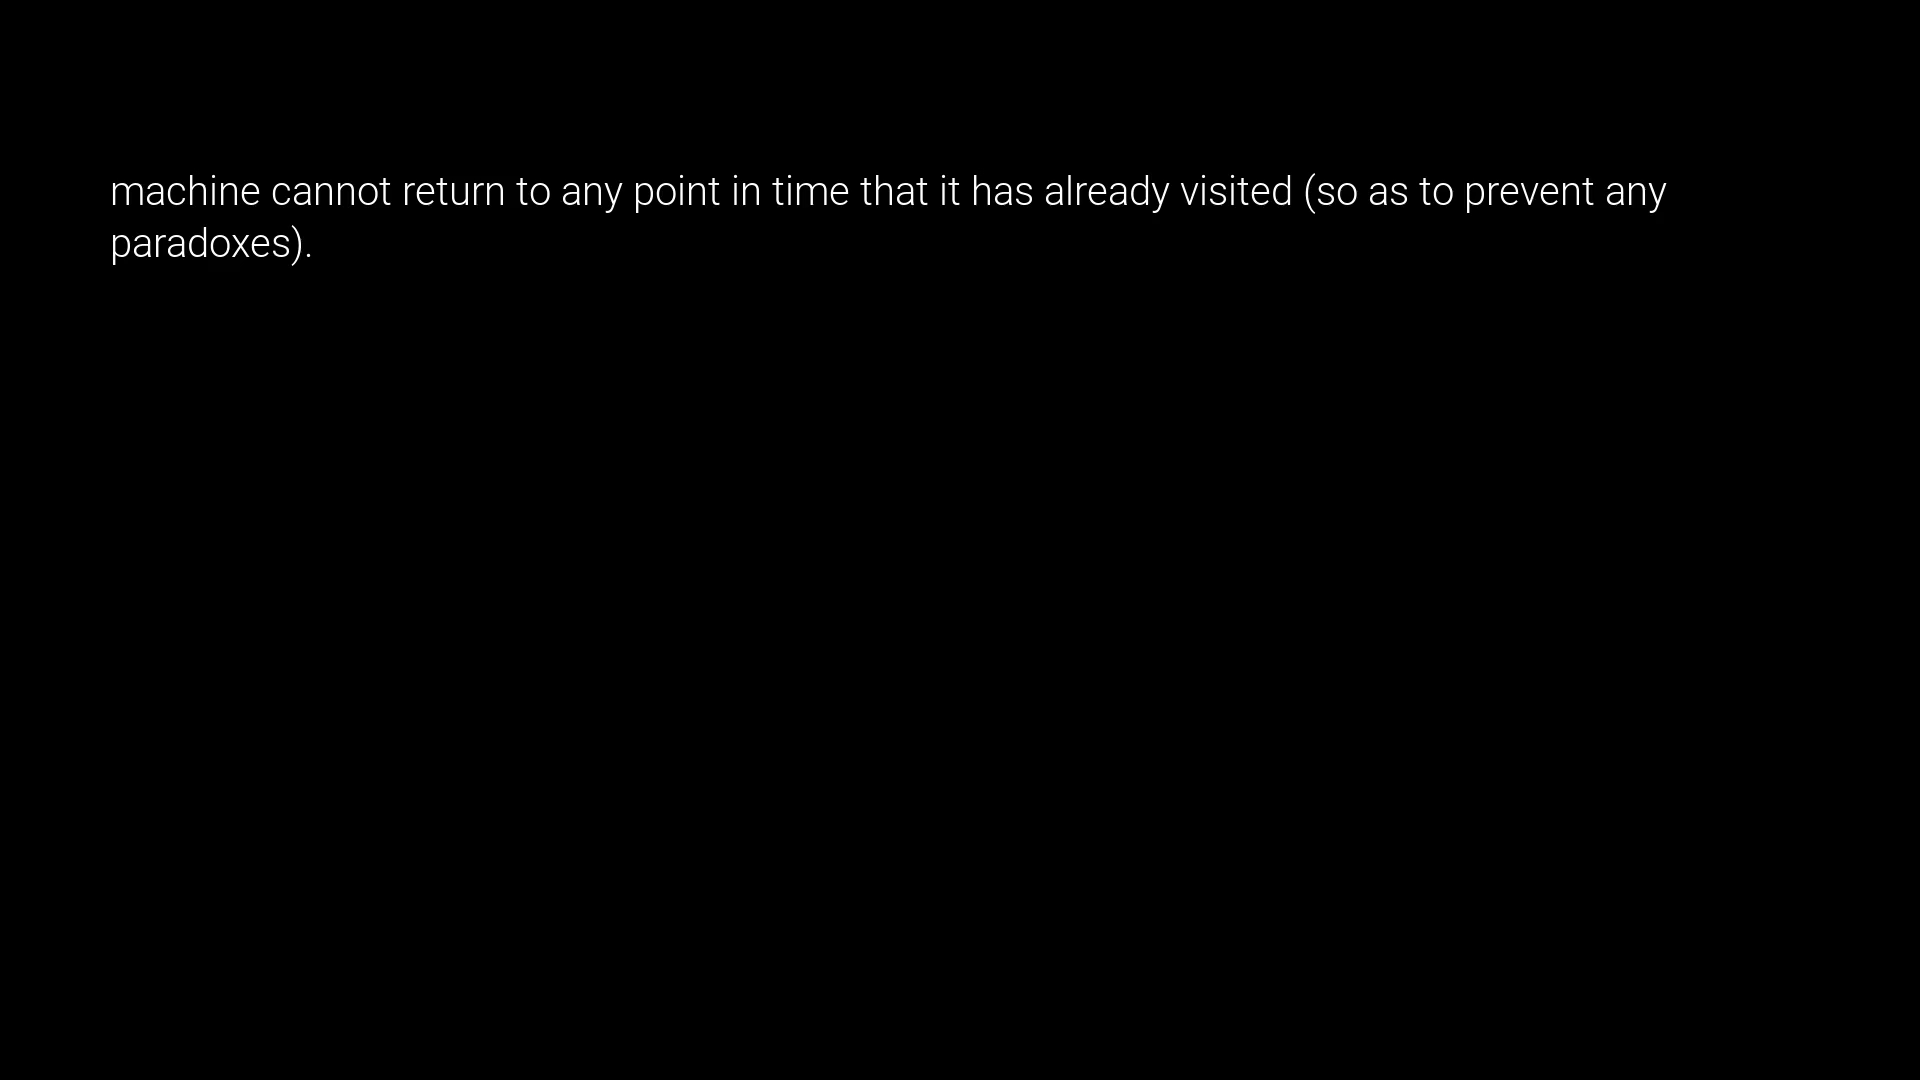 machine cannot return to any point in time that it has already visited (so as to prevent any
paradoxes).